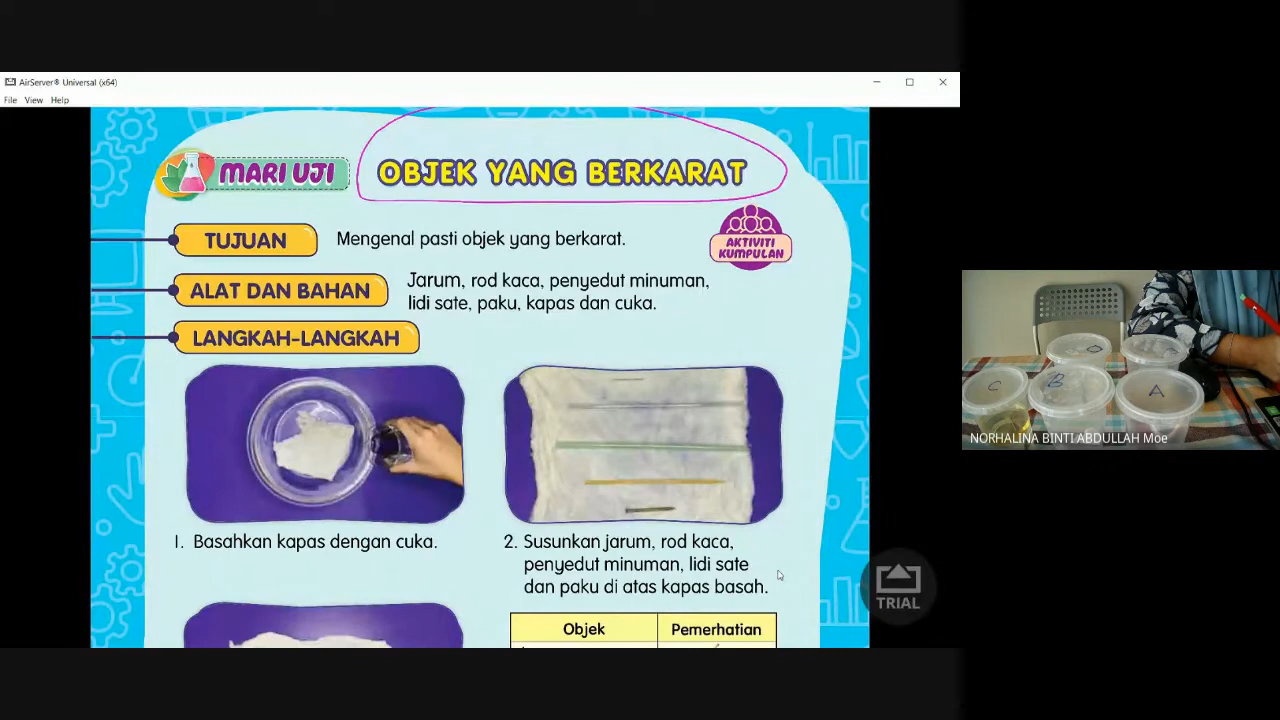 AirServer® Universal (x64)
File View Help
MARI UJI
OBJEK YANG BERKARAT
TUJUAN
Mengenal pasti objek yang berkarat.
AKTIVITI
KUMPULAN
ALAT DAN BAHAN
Jarum, rod kaca, penyedut minuman,
lidi sate, paku, kapas dan cuka.
LANGKAH-LANGKAH
1. Basahkan kapas dengan cuka.
2. Susunkan jarum, rod kaca,
penyedut minuman, lidi sate
dan paku di atas kapas basah.
Objek Pemerhatian
TRIAL
D
C
B
A
NORHALINA BINTI ABDULLAH Moe